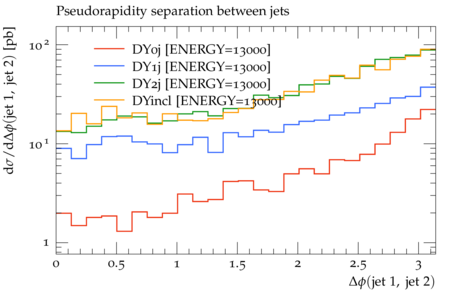 Pseudorapidity separation between jets
dσ/dΔϕ(jet 1, jet 2) [pb]
10²
10¹
1
DY0j [ENERGY=13000]
DY1j [ENERGY=13000]
DY2j [ENERGY=13000]
DYincl [ENERGY=13000]
0 0.5 1 1.5 2 2.5 3
Δϕ(jet 1, jet 2)